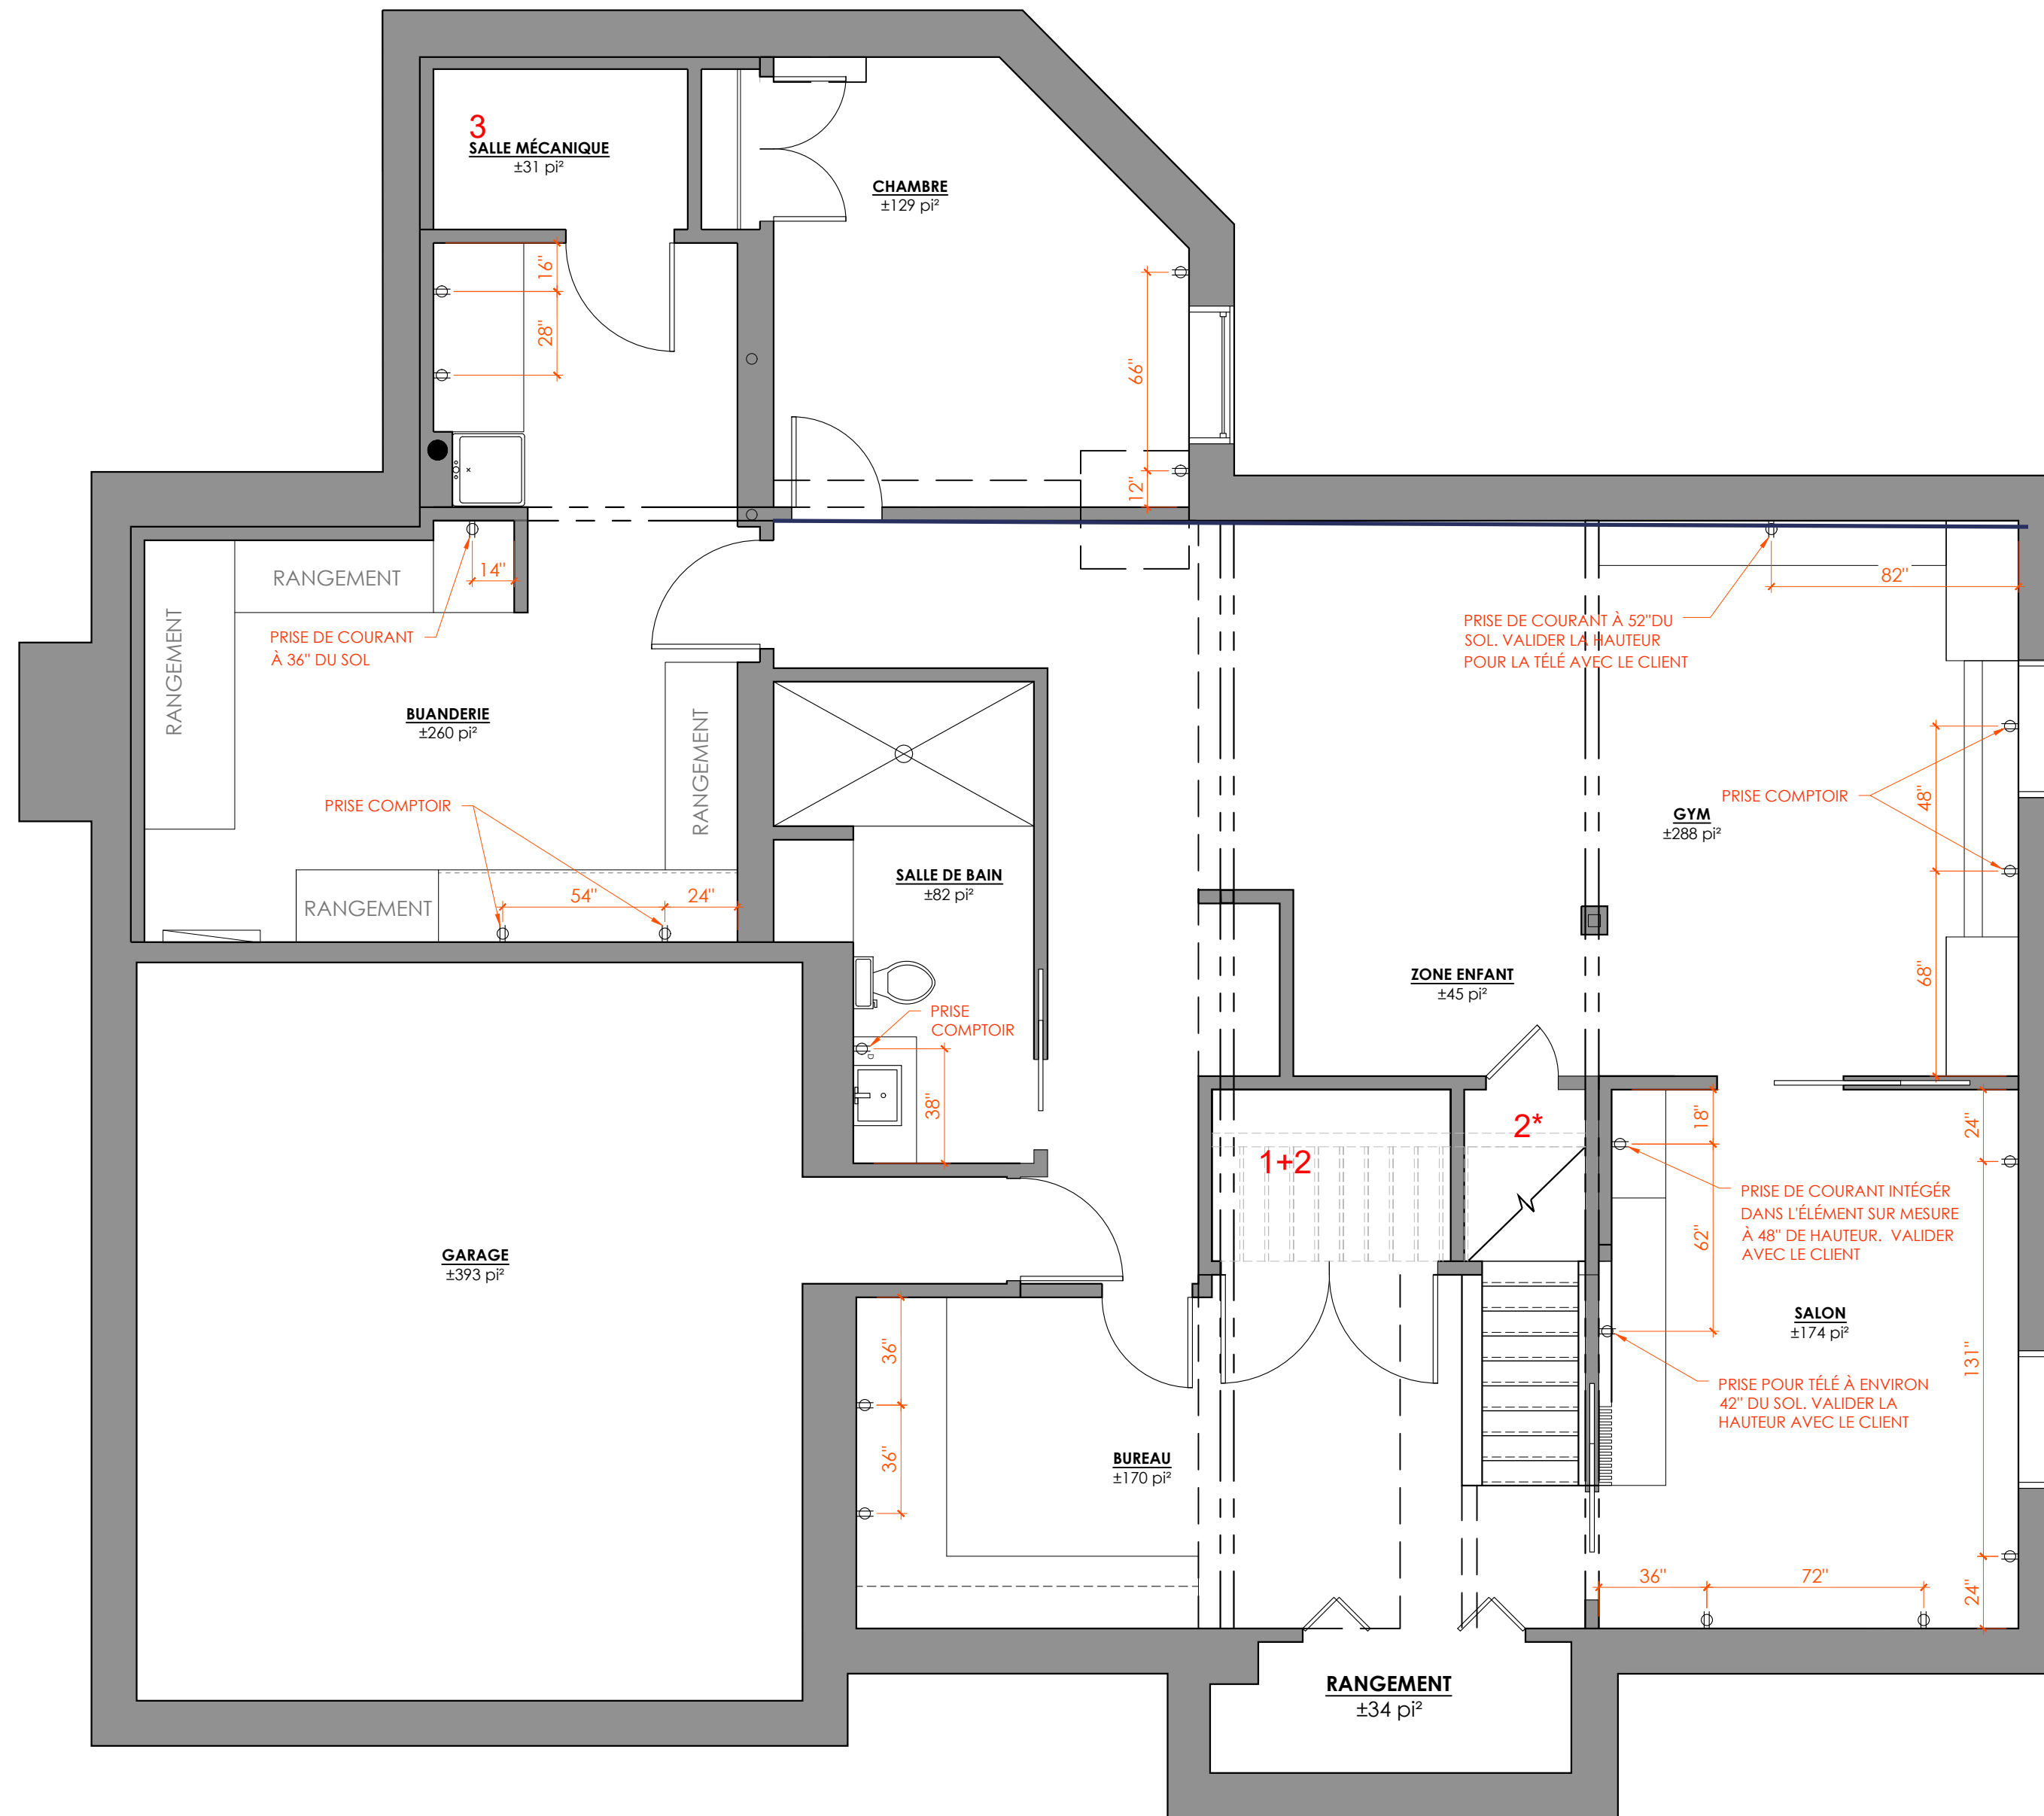 3
SALLE MÉCANIQUE
±31 pi²
CHAMBRE
±129 pi²
16"
28"
66"
12"
RANGEMENT
14"
RANGEMENT
PRISE DE COURANT
À 36" DU SOL
BUANDERIE
±260 pi²
RANGEMENT
PRISE COMPTOIR
54"
24"
RANGEMENT
82"
PRISE DE COURANT À 52"DU
SOL. VALIDER LA HAUTEUR
POUR LA TÉLÉ AVEC LE CLIENT
PRISE COMPTOIR
48"
GYM
±288 pi²
68"
SALLE DE BAIN
±82 pi²
PRISE
COMPTOIR
38"
ZONE ENFANT
±45 pi²
2*
1+2
18"
24"
PRISE DE COURANT INTÉGÉR
DANS L'ÉLÉMENT SUR MESURE
À 48" DE HAUTEUR. VALIDER
AVEC LE CLIENT
62"
GARAGE
±393 pi²
SALON
±174 pi²
36"
131"
PRISE POUR TÉLÉ À ENVIRON
42" DU SOL. VALIDER LA
HAUTEUR AVEC LE CLIENT
36"
BUREAU
±170 pi²
36"
72"
24"
RANGEMENT
±34 pi²